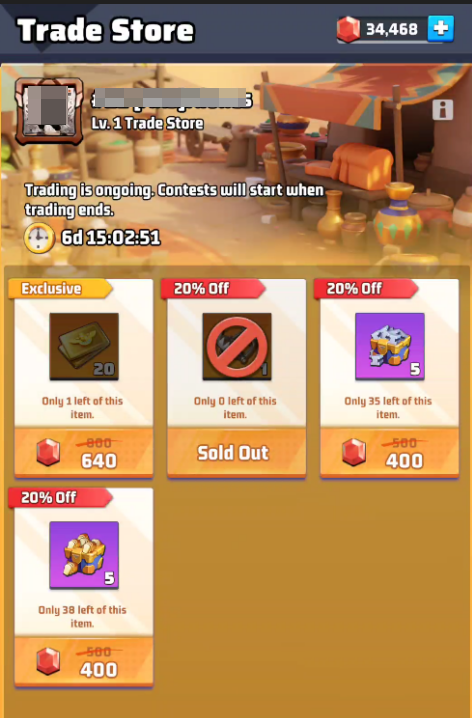 Trade Store
34,468
Lv. 1 Trade Store
Trading is ongoing. Contests will start when
trading ends.
6d 15:02:51
Exclusive
20
Only 1 left of this
item.
800
640
20% Off
1
Only 0 left of this
item.
Sold Out
20% Off
5
Only 35 left of this
item.
500
400
20% Off
5
Only 38 left of this
item.
500
400